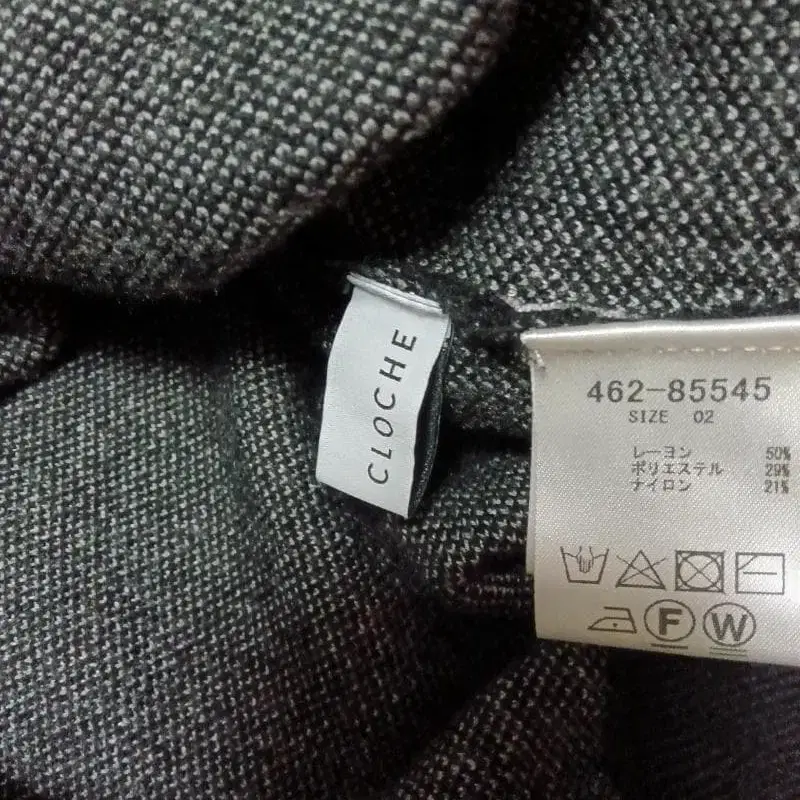 CLOCHE
462-85545
SIZE 02
レーヨン 50%
ポリエステル 29%
ナイロン 21%
F W